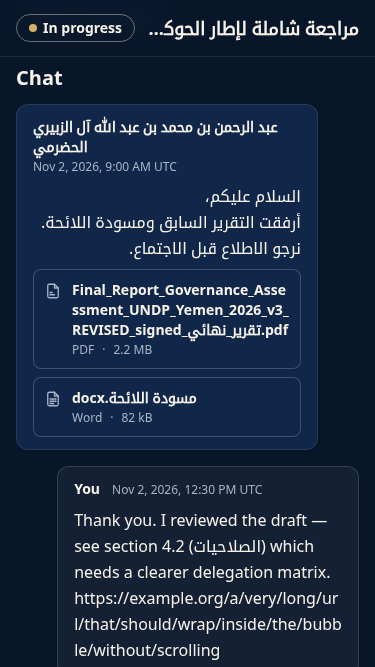 In progress
مراجعة شاملة لإطار الحوكـ...
Chat
عبد الرحمن بن محمد بن عبد الله آل الزبيري
الحضرمي
Nov 2, 2026, 9:00 AM UTC
السلام عليكم،
أرفقت التقرير السابق ومسودة اللائحة.
نرجو الاطلاع قبل الاجتماع.
Final_Report_Governance_Asse
ssment_UNDP_Yemen_2026_v3_
REVISED_signed_تقرير_نهائي.pdf
PDF · 2.2 MB
مسودة اللائحة.docx
Word · 82 kB
You Nov 2, 2026, 12:30 PM UTC
Thank you. I reviewed the draft —
see section 4.2 (الصلاحيات) which
needs a clearer delegation matrix.
https://example.org/a/very/long/ur
l/that/should/wrap/inside/the/bubb
le/without/scrolling